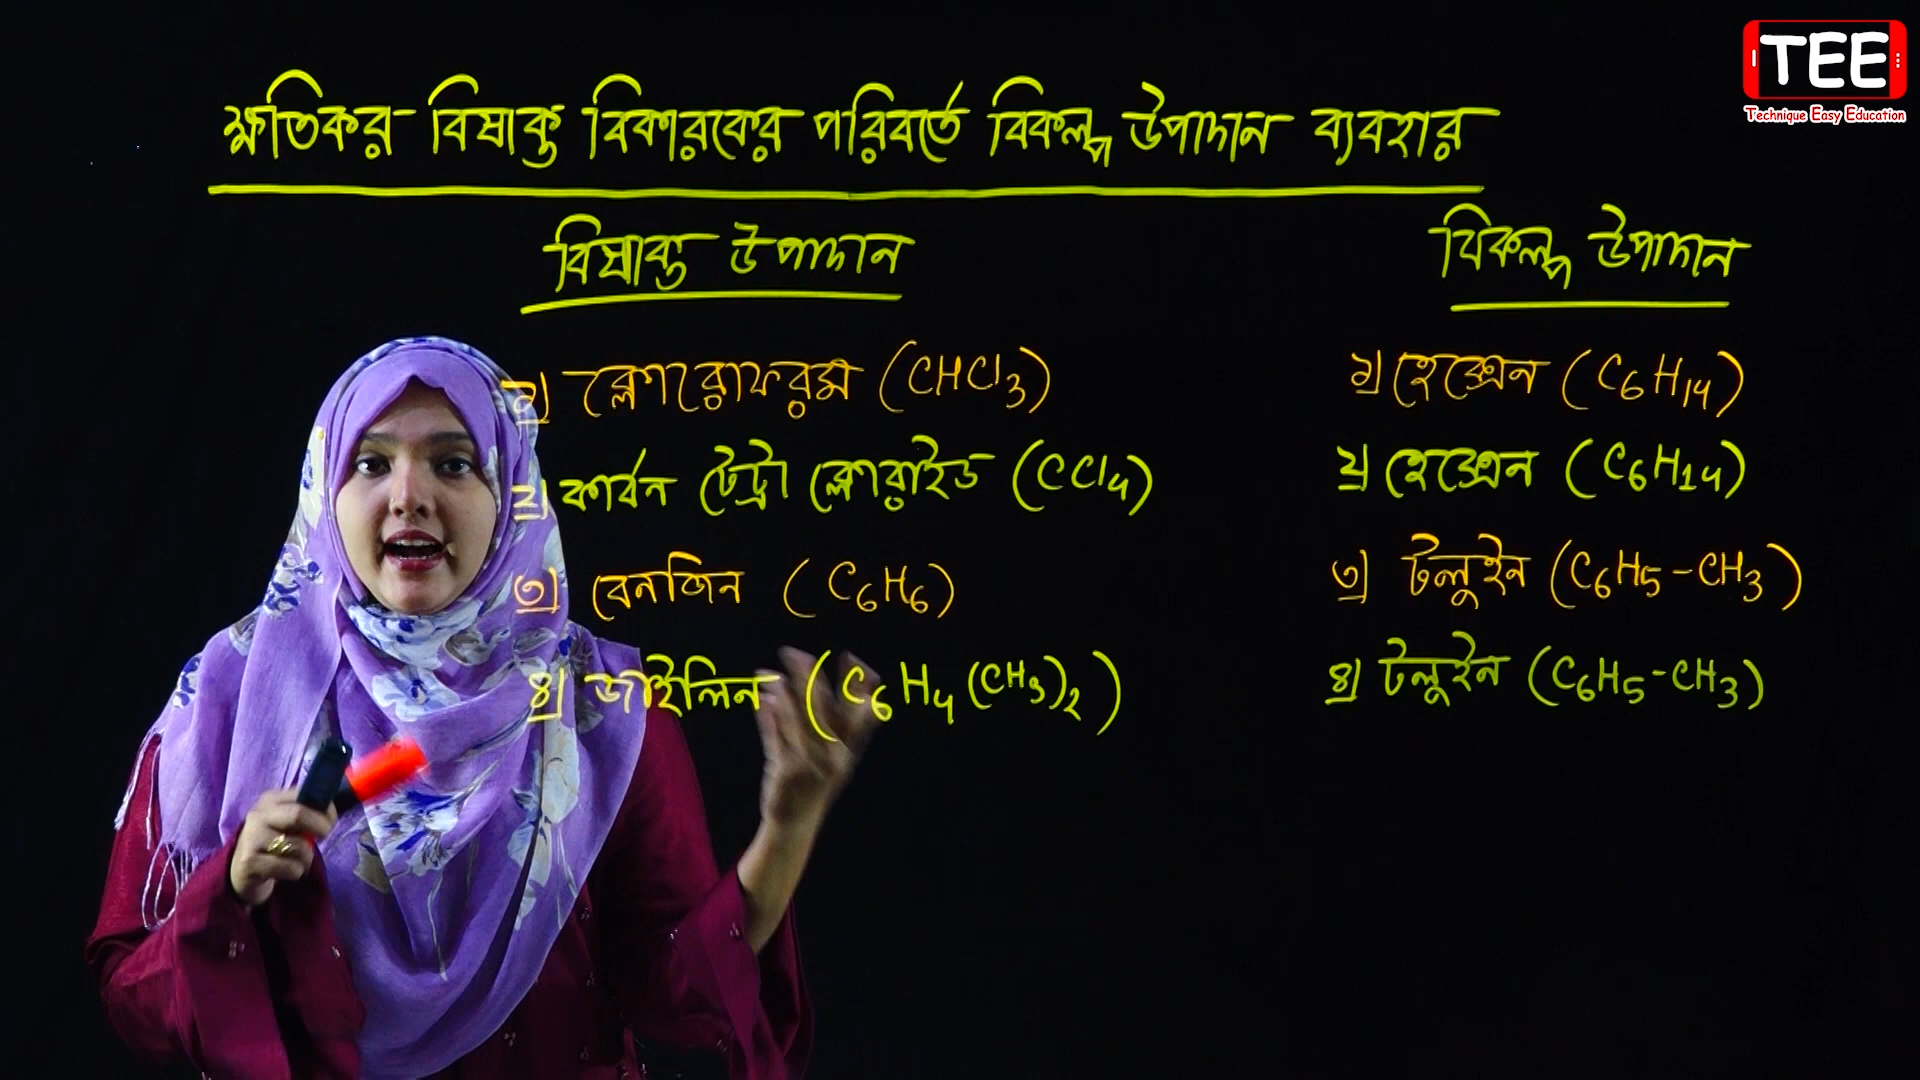 TEE
Technique Easy Education
ক্ষতিকর বিষাক্ত বিকারকের পরিবর্তে বিকল্প উপাদান ব্যবহার
বিষাক্ত উপাদান বিকল্প উপাদান
১) ক্লোরোফরম (CHCl3) ১) হেক্সেন (C6H14)
২) কার্বন টেট্রা ক্লোরাইড (CCl4) ২) হেক্সেন (C6H14)
৩) বেনজিন (C6H6) ৩) টলুইন (C6H5-CH3)
৪) জাইলিন (C6H4(CH3)2) ৪) টলুইন (C6H5-CH3)